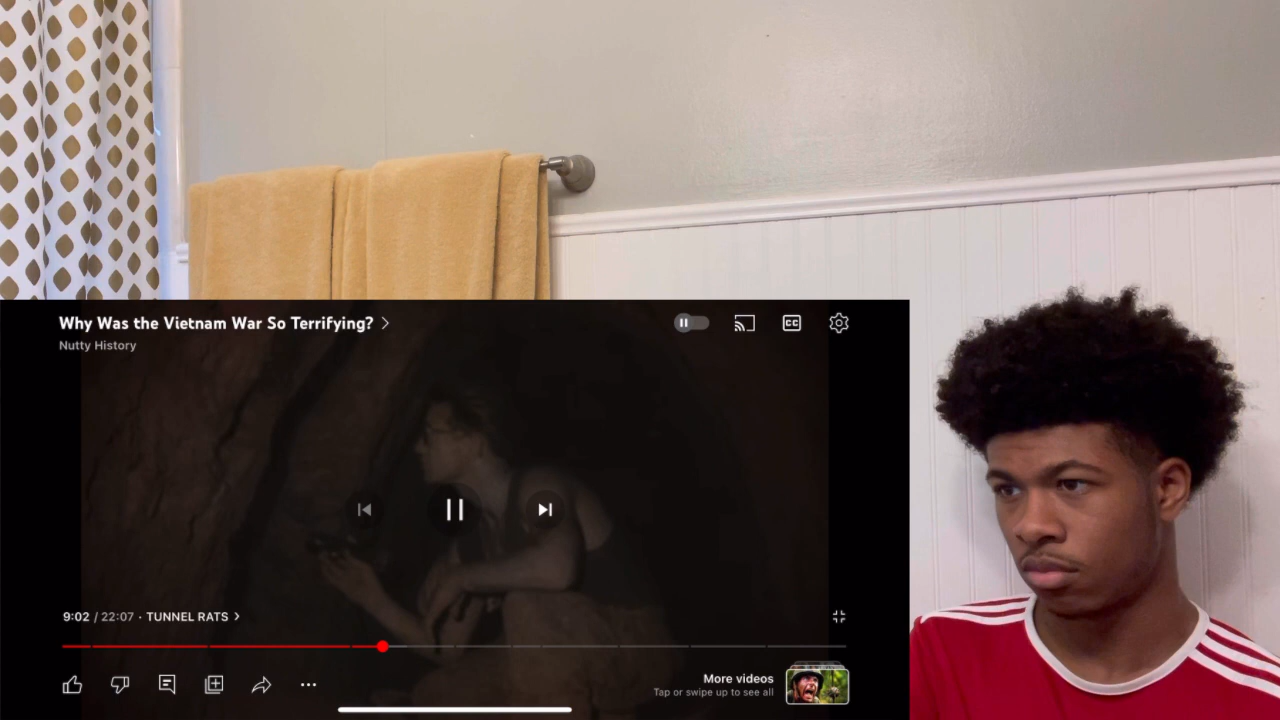 Why Was the Vietnam War So Terrifying?
Nutty History
CC
9:02 / 22:07 · TUNNEL RATS
More videos
Tap or swipe up to see all